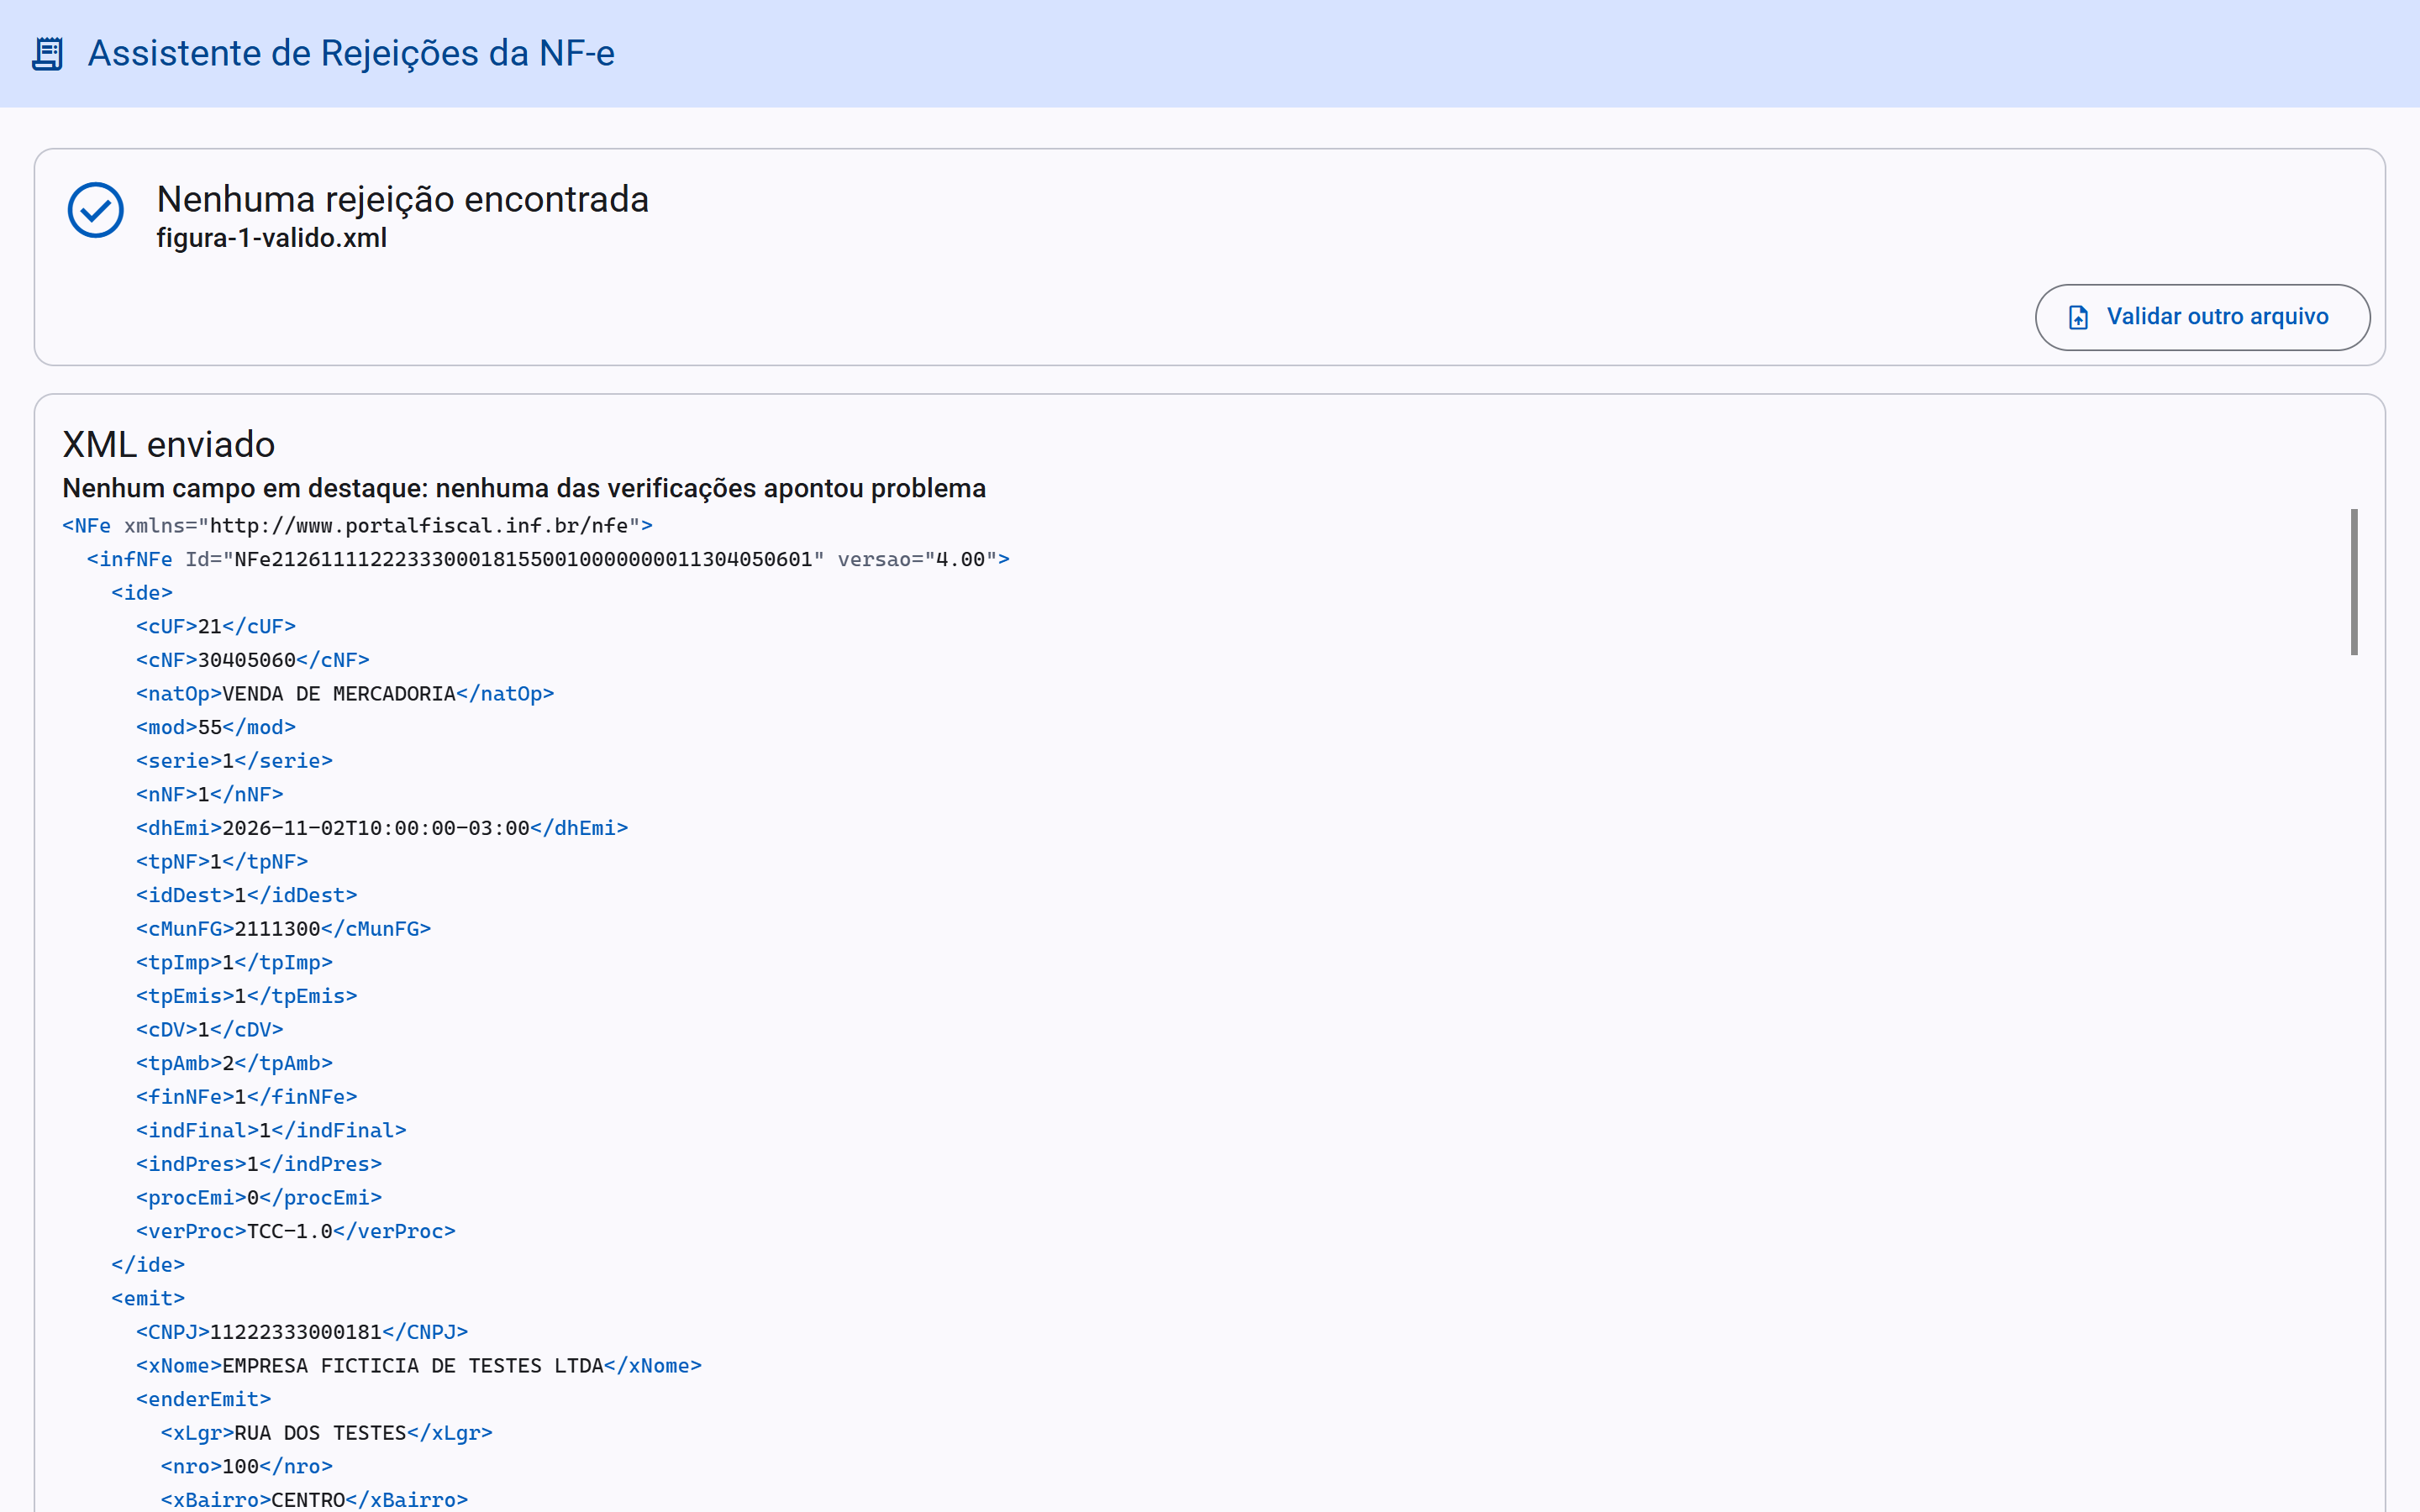 Assistente de Rejeições da NF-e
Nenhuma rejeição encontrada
figura-1-valido.xml
Validar outro arquivo
XML enviado
Nenhum campo em destaque: nenhuma das verificações apontou problema
<NFe xmlns="http://www.portalfiscal.inf.br/nfe">
<infNFe Id="NFe21261111222333000181550010000000011304050601" versao="4.00">
<ide>
<cUF>21</cUF>
<cNF>30405060</cNF>
<natOp>VENDA DE MERCADORIA</natOp>
<mod>55</mod>
<serie>1</serie>
<nNF>1</nNF>
<dhEmi>2026-11-02T10:00:00-03:00</dhEmi>
<tpNF>1</tpNF>
<idDest>1</idDest>
<cMunFG>2111300</cMunFG>
<tpImp>1</tpImp>
<tpEmis>1</tpEmis>
<cDV>1</cDV>
<tpAmb>2</tpAmb>
<finNFe>1</finNFe>
<indFinal>1</indFinal>
<indPres>1</indPres>
<procEmi>0</procEmi>
<verProc>TCC-1.0</verProc>
</ide>
<emit>
<CNPJ>11222333000181</CNPJ>
<xNome>EMPRESA FICTICIA DE TESTES LTDA</xNome>
<enderEmit>
<xLgr>RUA DOS TESTES</xLgr>
<nro>100</nro>
<xBairro>CENTRO</xBairro>